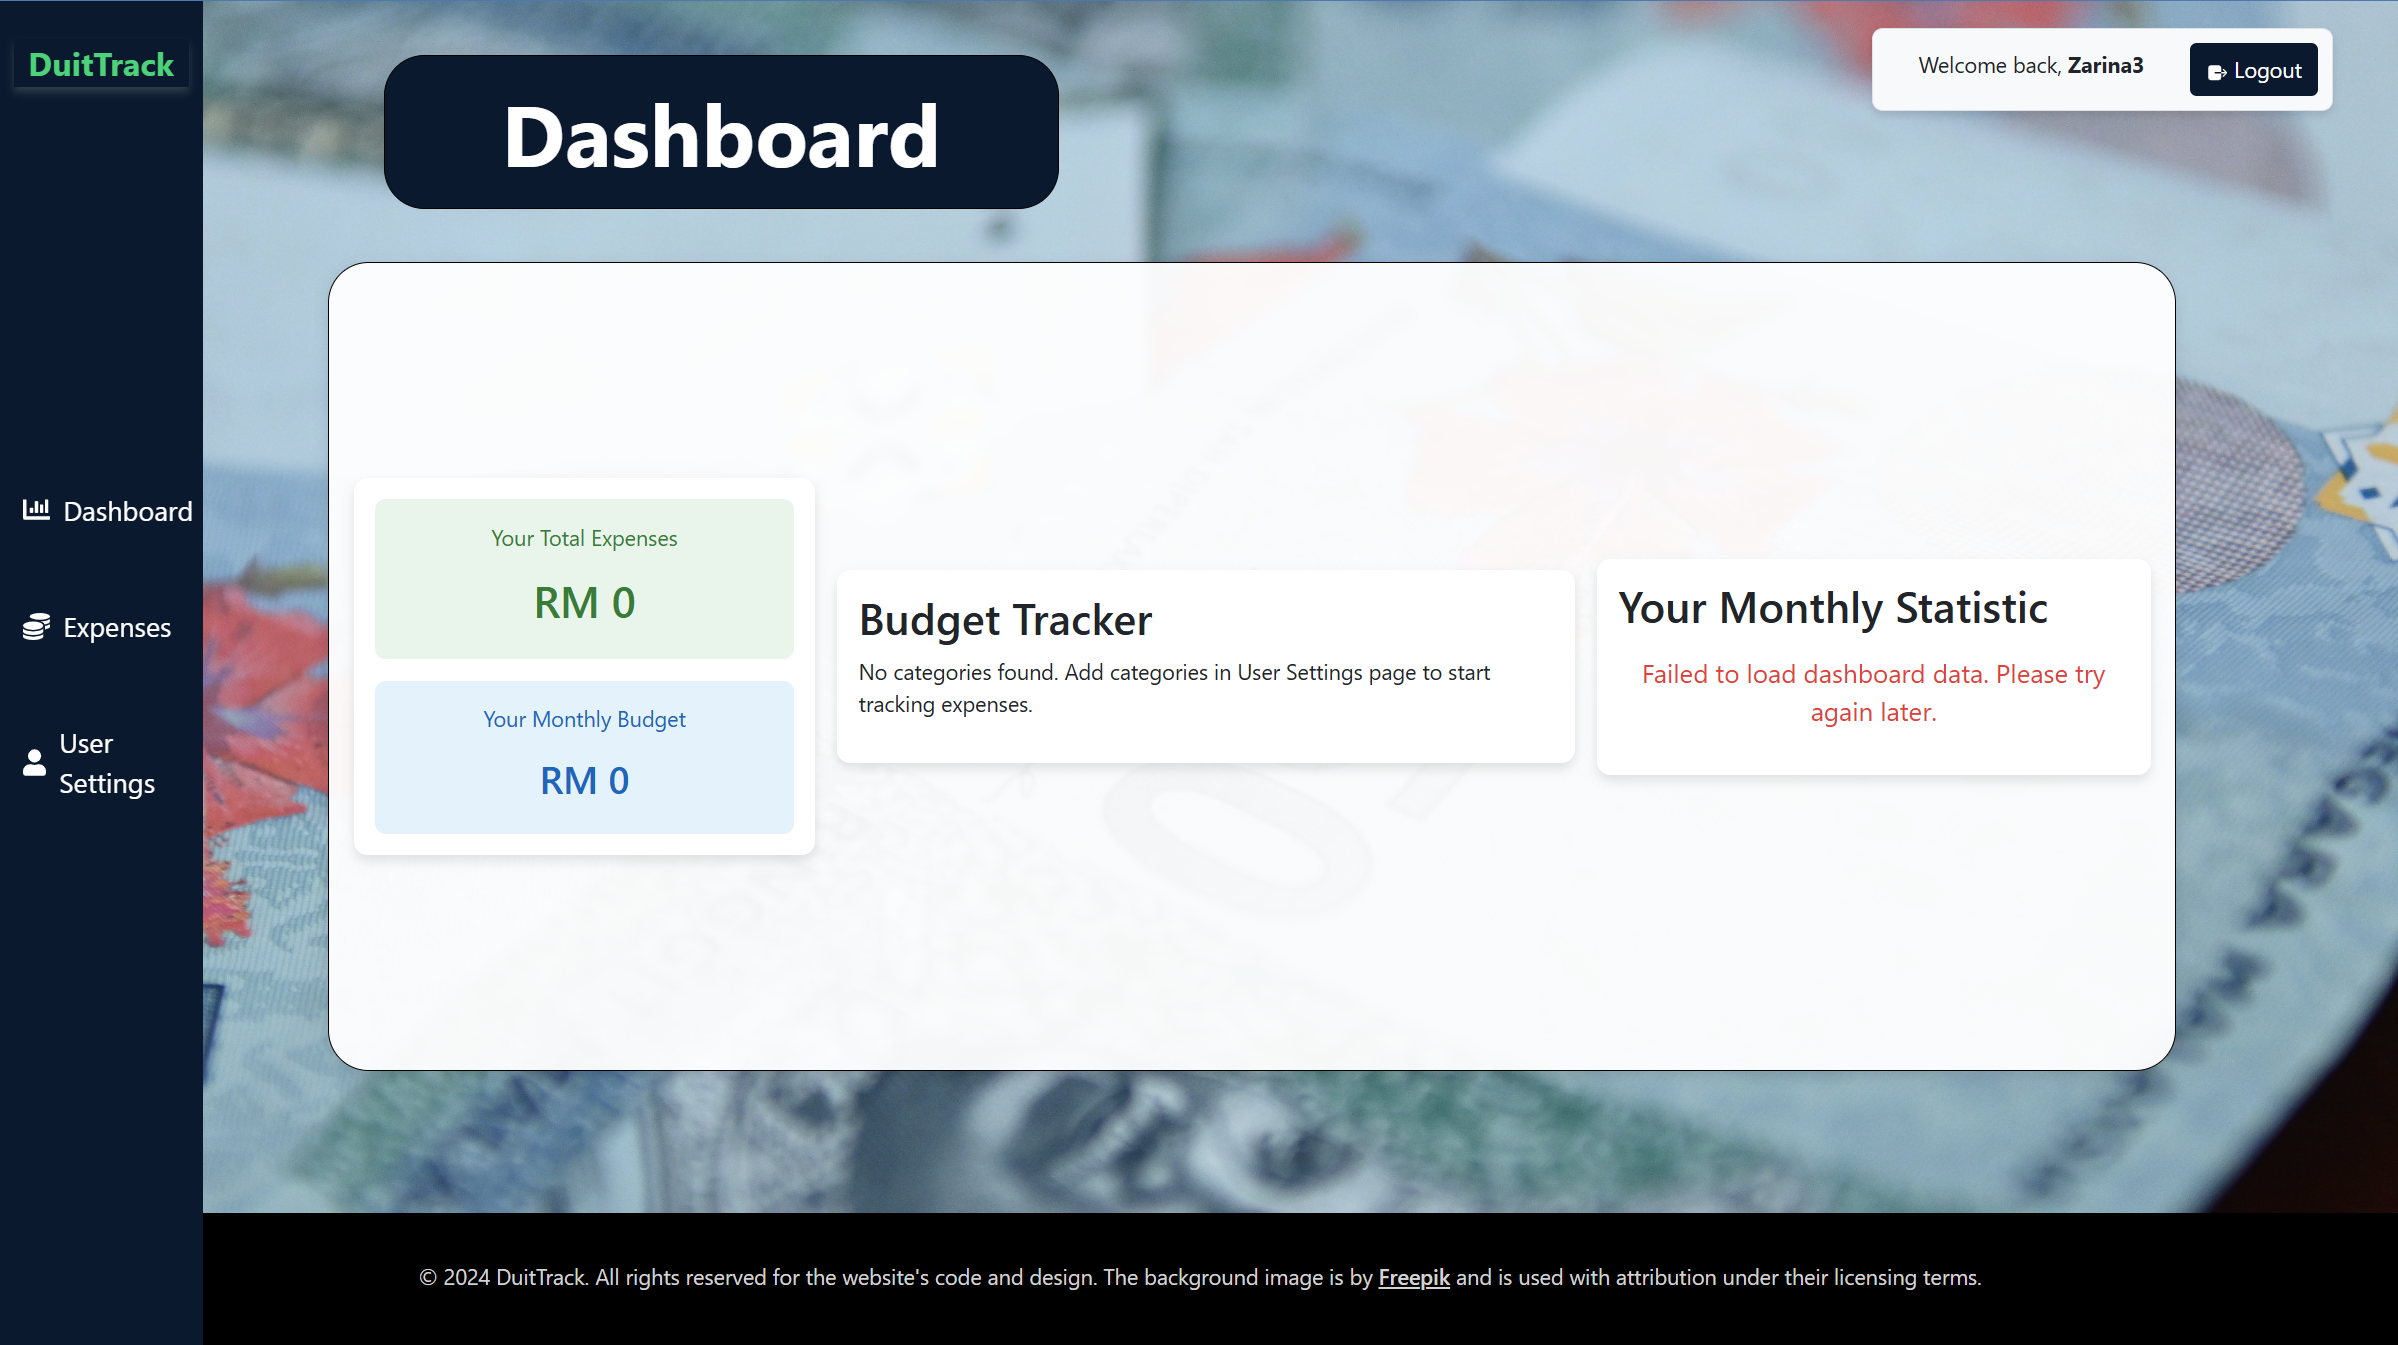 DuitTrack
Dashboard
Expenses
User
Settings
Dashboard
Welcome back, Zarina3
Logout
Your Total Expenses
RM 0
Your Monthly Budget
RM 0
Budget Tracker
No categories found. Add categories in User Settings page to start
tracking expenses.
Your Monthly Statistic
Failed to load dashboard data. Please try
again later.
© 2024 DuitTrack. All rights reserved for the website's code and design. The background image is by Freepik and is used with attribution under their licensing terms.